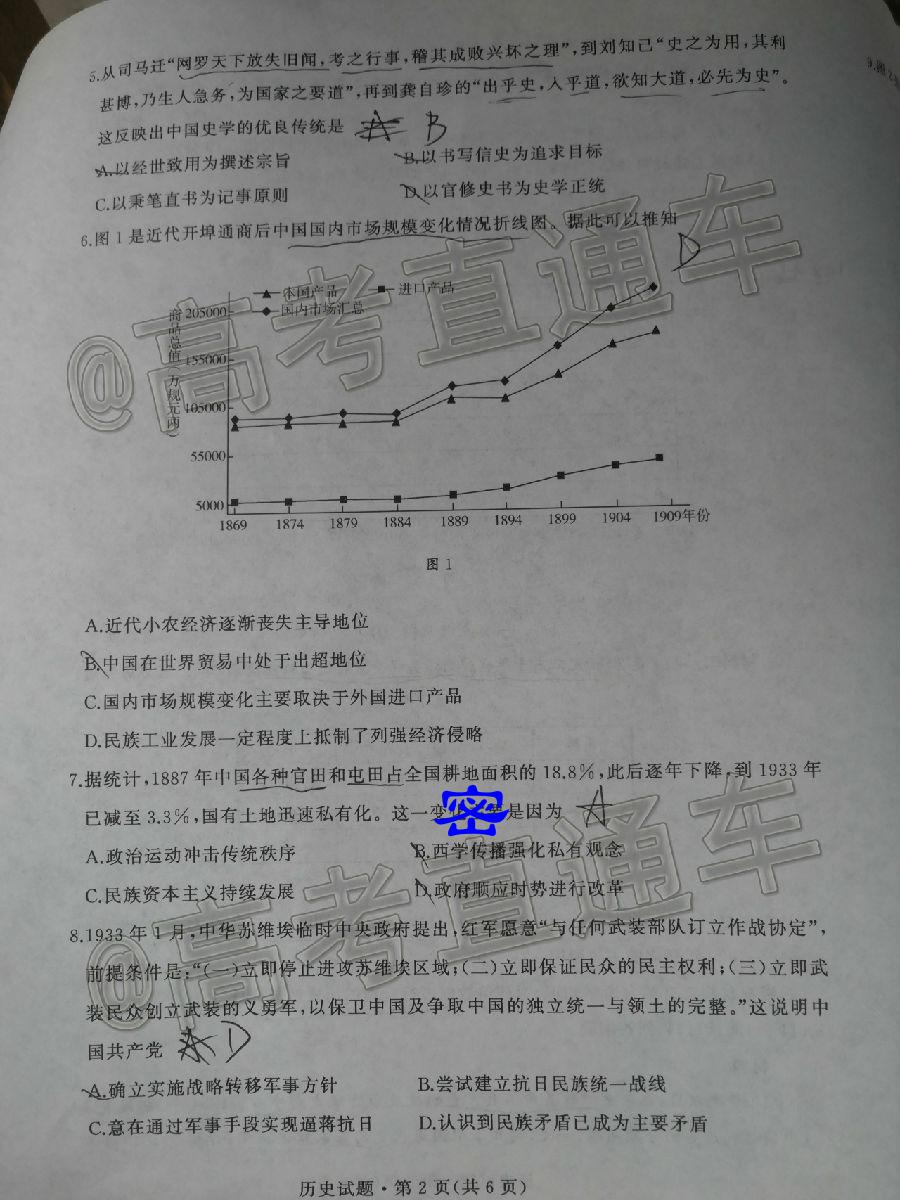 5.从司马迁“网罗天下放失旧闻，考之行事，稽其成败兴坏之理”，到刘知己“史之为用，其利
甚博，乃生人急务，为国家之要道”，再到龚自珍的“出乎史，入乎道，欲知大道，必先为史”。
这反映出中国史学的优良传统是 A B
A.以经世致用为撰述宗旨 B.以书写信史为追求目标
C.以秉笔直书为记事原则 D.以官修史书为史学正统
6.图1是近代开埠通商后中国国内市场规模变化情况折线图。据此可以推知
D
本国产品 进口产品
国内市场汇总
商品总值(万规元两)
205000
155000
105000
55000
5000
1869 1874 1879 1884 1889 1894 1899 1904 1909年份
图1
A.近代小农经济逐渐丧失主导地位
B.中国在世界贸易中处于出超地位
C.国内市场规模变化主要取决于外国进口产品
D.民族工业发展一定程度上抵制了列强经济侵略
7.据统计，1887年中国各种官田和屯田占全国耕地面积的18.8%，此后逐年下降，到1933年
已减至3.3%，国有土地迅速私有化。这一变化 密 是因为 A
A.政治运动冲击传统秩序 B.西学传播强化私有观念
C.民族资本主义持续发展 D.政府顺应时势进行改革
8.1933年1月，中华苏维埃临时中央政府提出，红军愿意“与任何武装部队订立作战协定”，
前提条件是：“(一)立即停止进攻苏维埃区域；(二)立即保证民众的民主权利；(三)立即武
装民众创立武装的义勇军，以保卫中国及争取中国的独立统一与领土的完整。”这说明中
国共产党 A D
A.确立实施战略转移军事方针 B.尝试建立抗日民族统一战线
C.意在通过军事手段实现逼蒋抗日 D.认识到民族矛盾已成为主要矛盾
历史试题·第2页(共6页)
@高考直通车
@高考直通车